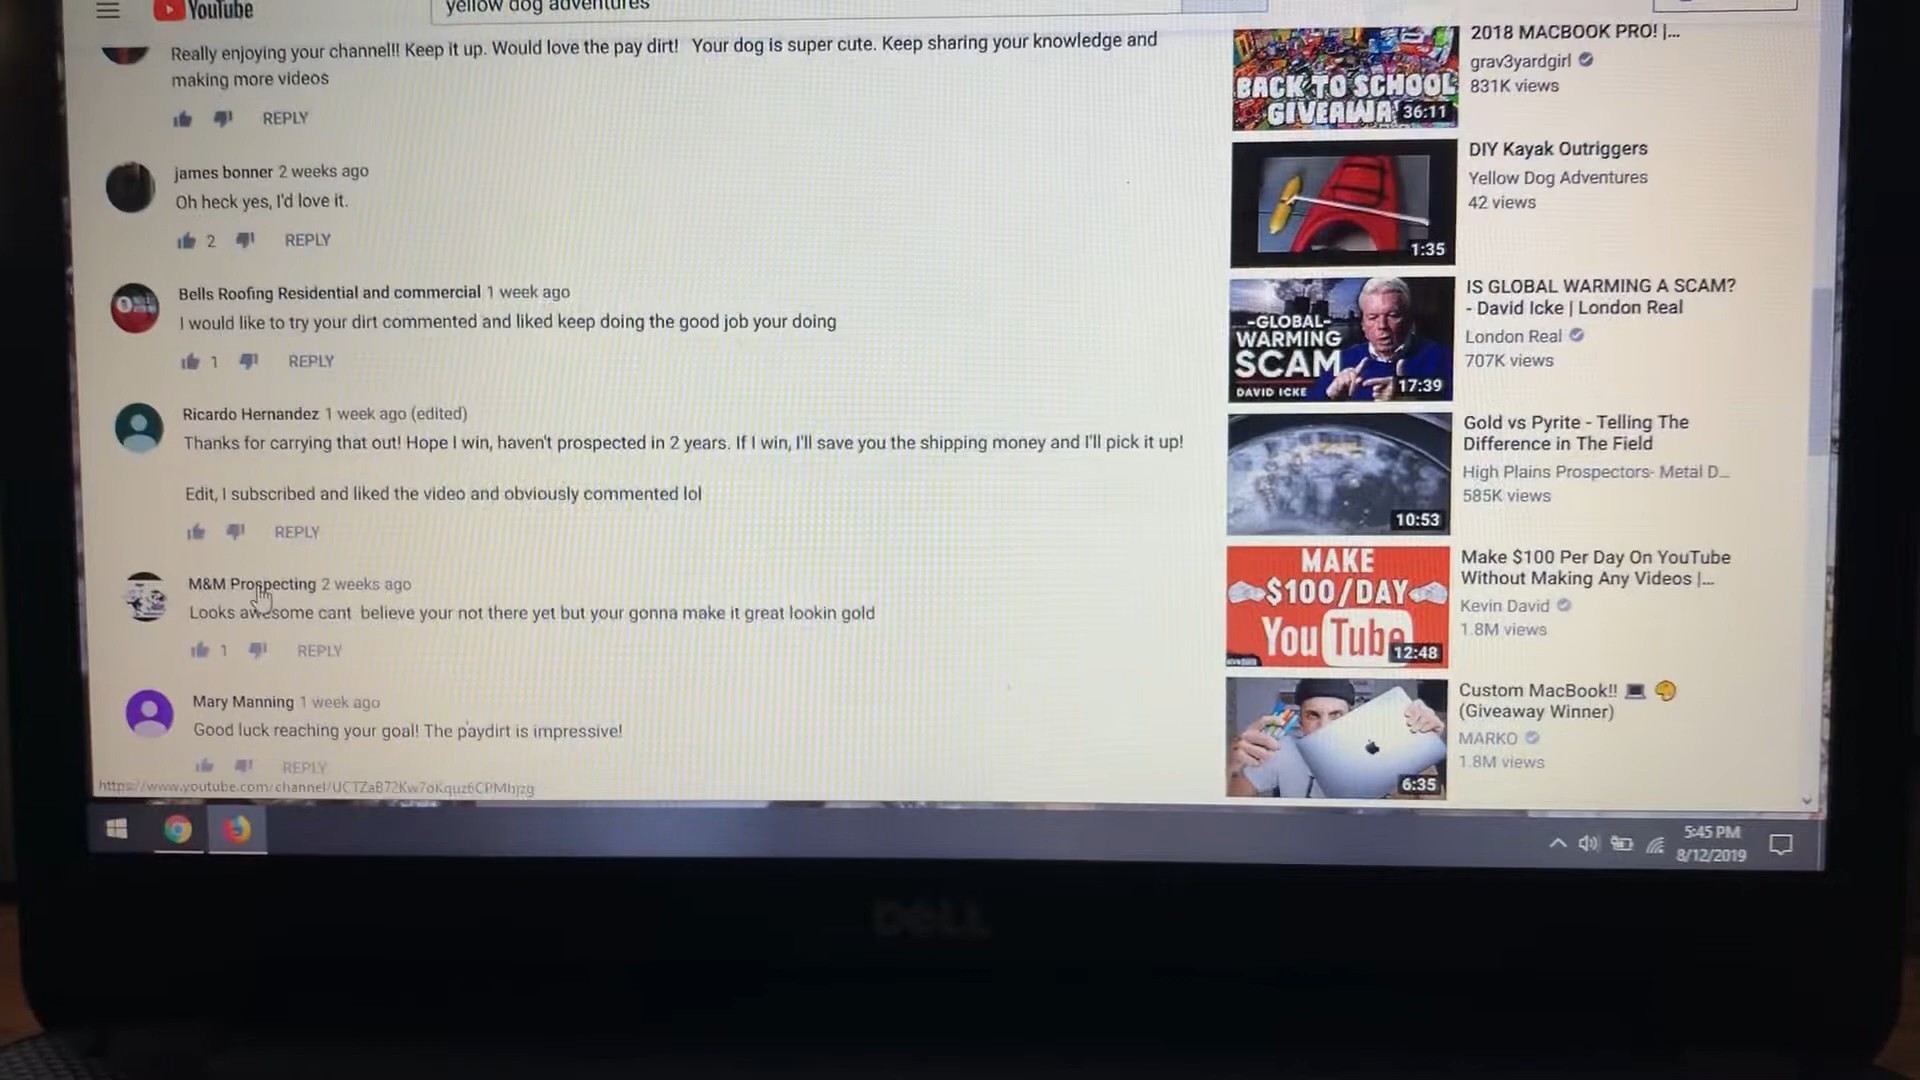 YouTube
yellow dog adventures
Really enjoying your channel!! Keep it up. Would love the pay dirt! Your dog is super cute. Keep sharing your knowledge and
making more videos
REPLY
james bonner 2 weeks ago
Oh heck yes, I'd love it.
2 REPLY
Bells Roofing Residential and commercial 1 week ago
I would like to try your dirt commented and liked keep doing the good job your doing
1 REPLY
Ricardo Hernandez 1 week ago (edited)
Thanks for carrying that out! Hope I win, haven't prospected in 2 years. If I win, I'll save you the shipping money and I'll pick it up!
Edit, I subscribed and liked the video and obviously commented lol
REPLY
M&M Prospecting 2 weeks ago
Looks awesome cant believe your not there yet but your gonna make it great lookin gold
1 REPLY
Mary Manning 1 week ago
Good luck reaching your goal! The paydirt is impressive!
REPLY
2018 MACBOOK PRO! |...
grav3yardgirl
831K views
BACK TO SCHOOL
GIVEAWA
36:11
DIY Kayak Outriggers
Yellow Dog Adventures
42 views
1:35
IS GLOBAL WARMING A SCAM?
- David Icke | London Real
London Real
707K views
-GLOBAL-
WARMING
SCAM
DAVID ICKE
17:39
Gold vs Pyrite - Telling The
Difference in The Field
High Plains Prospectors- Metal D...
585K views
10:53
MAKE
$100/DAY
YouTube
12:48
Make $100 Per Day On YouTube
Without Making Any Videos |...
Kevin David
1.8M views
Custom MacBook!!
(Giveaway Winner)
MARKO
1.8M views
6:35
5:45 PM
8/12/2019
DELL